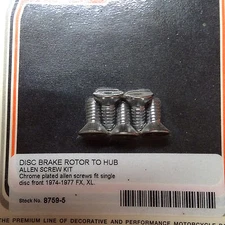 DISC BRAKE ROTOR TO HUB
ALLEN SCREW KIT
Chrome plated allen screws fit single
disc front 1974-1977 FX, XL.
Stock No. 8759-5
THE PREMIUM LINE OF DECORATIVE AND PERFORMANCE MOTORCYCLE